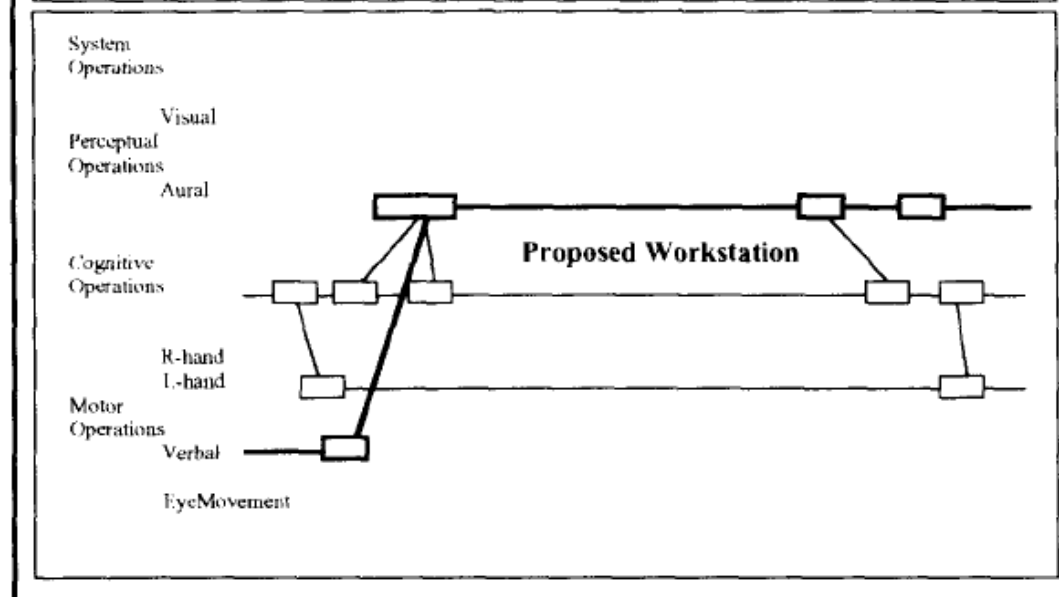 System
Operations
Visual
Perceptual
Operations
Aural
Proposed Workstation
Cognitive
Operations
R-hand
L-hand
Motor
Operations
Verbal
EyeMovement